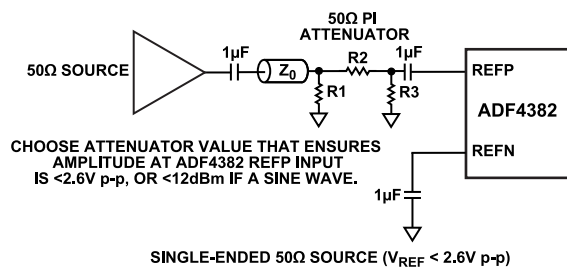 50Ω PI
ATTENUATOR
1µF
R2
1µF
50Ω SOURCE
Z0
R1
R3
REFP
ADF4382
REFN
CHOOSE ATTENUATOR VALUE THAT ENSURES
AMPLITUDE AT ADF4382 REFP INPUT
IS <2.6V p-p, OR <12dBm IF A SINE WAVE.
1µF
SINGLE-ENDED 50Ω SOURCE (VREF < 2.6V p-p)